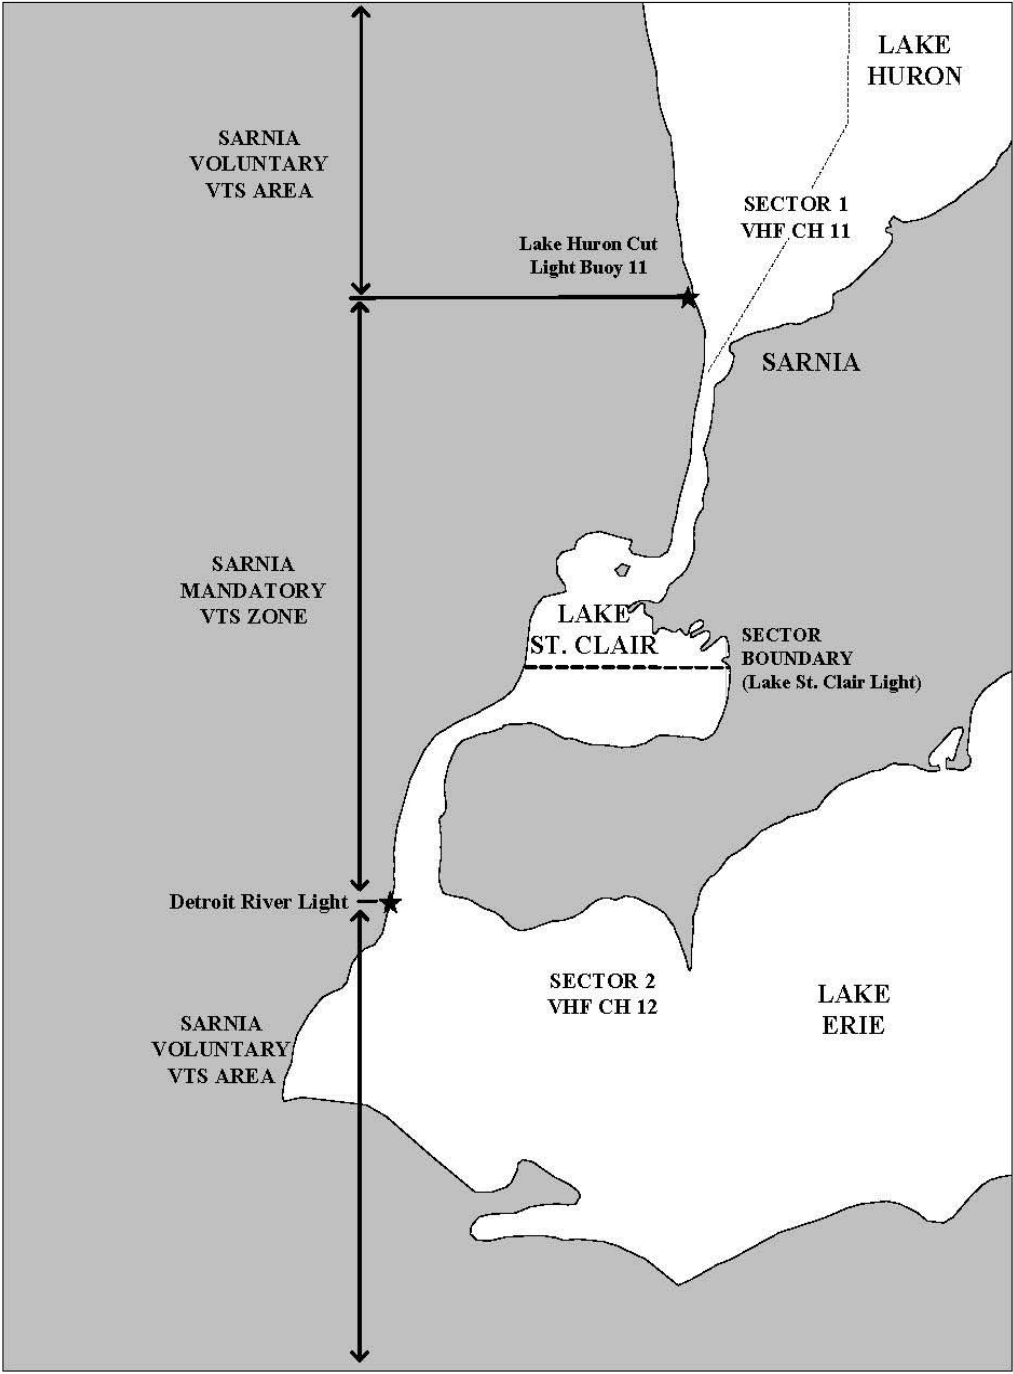 LAKE
HURON
SARNIA
VOLUNTARY
VTS AREA
SECTOR 1
VHF CH 11
Lake Huron Cut
Light Buoy 11
SARNIA
SARNIA
MANDATORY
VTS ZONE
LAKE
ST. CLAIR
SECTOR
BOUNDARY
(Lake St. Clair Light)
Detroit River Light
SECTOR 2
VHF CH 12
LAKE
ERIE
SARNIA
VOLUNTARY
VTS AREA